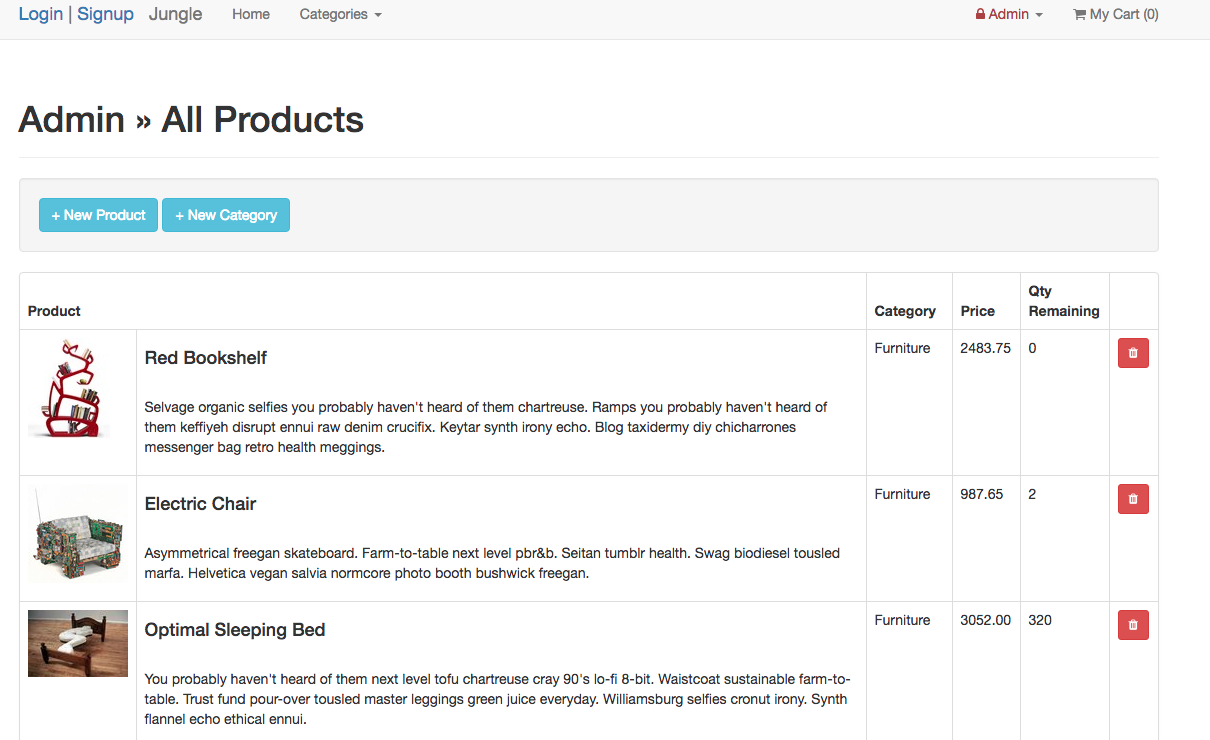 Login | Signup Jungle Home Categories Admin My Cart (0)
Admin » All Products
+ New Product + New Category
Product Category Price Qty Remaining
Red Bookshelf Furniture 2483.75 0
Selvage organic selfies you probably haven't heard of them chartreuse. Ramps you probably haven't heard of
them keffiyeh disrupt ennui raw denim crucifix. Keytar synth irony echo. Blog taxidermy diy chicharrones
messenger bag retro health meggings.
Electric Chair Furniture 987.65 2
Asymmetrical freegan skateboard. Farm-to-table next level pbr&b. Seitan tumblr health. Swag biodiesel tousled
marfa. Helvetica vegan salvia normcore photo booth bushwick freegan.
Optimal Sleeping Bed Furniture 3052.00 320
You probably haven't heard of them next level tofu chartreuse cray 90's lo-fi 8-bit. Waistcoat sustainable farm-to-
table. Trust fund pour-over tousled master leggings green juice everyday. Williamsburg selfies cronut irony. Synth
flannel echo ethical ennui.